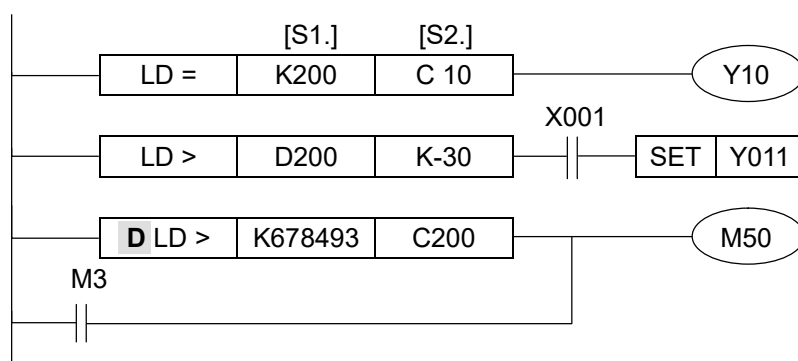 [S1.] [S2.]
LD = K200 C 10 Y10
X001
LD > D200 K-30 SET Y011
D LD > K678493 C200 M50
M3